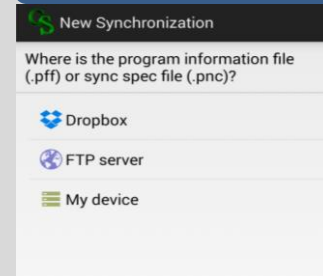 New Synchronization
Where is the program information file
(.pff) or sync spec file (.pnc)?
Dropbox
FTP server
My device